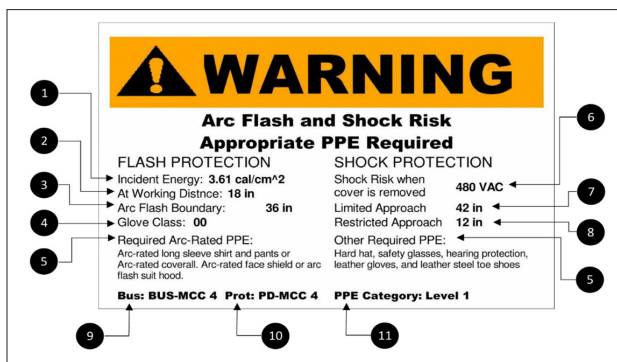 WARNING
Arc Flash and Shock Risk
Appropriate PPE Required
FLASH PROTECTION
Incident Energy: 3.61 cal/cm^2
At Working Distnce: 18 in
Arc Flash Boundary: 36 in
Glove Class: 00
Required Arc-Rated PPE:
Arc-rated long sleeve shirt and pants or
Arc-rated coverall. Arc-rated face shield or arc
flash suit hood.
SHOCK PROTECTION
Shock Risk when
cover is removed 480 VAC
Limited Approach 42 in
Restricted Approach 12 in
Other Required PPE:
Hard hat, safety glasses, hearing protection,
leather gloves, and leather steel toe shoes
Bus: BUS-MCC 4 Prot: PD-MCC 4 PPE Category: Level 1
1
2
3
4
5
6
7
8
5
9
10
11